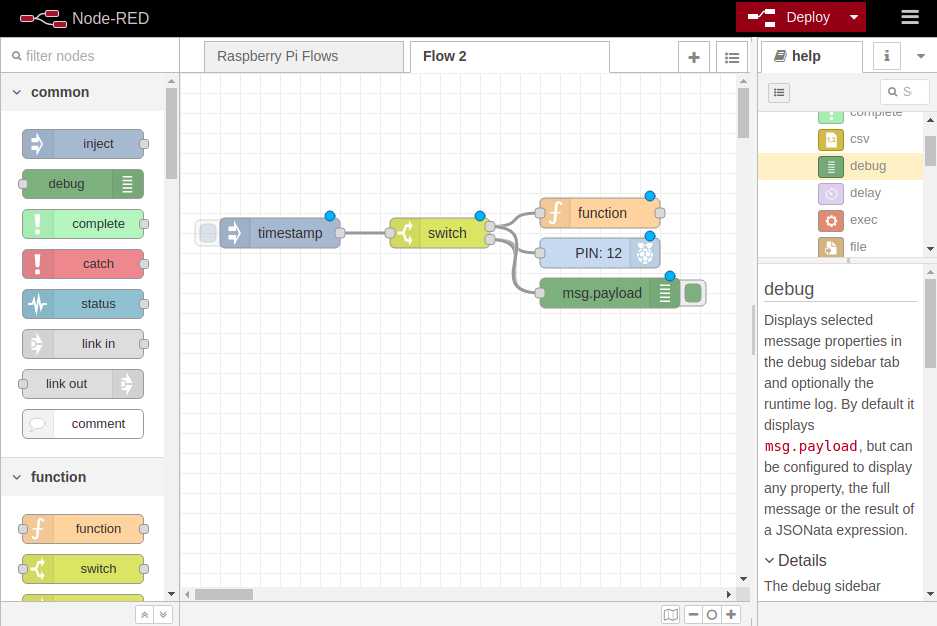 Node-RED
Deploy
filter nodes
Raspberry Pi Flows
Flow 2
help
i
common
inject
debug
complete
catch
status
link in
link out
comment
function
function
switch
timestamp
switch
function
PIN: 12
msg.payload
complete
csv
debug
delay
exec
file
debug
Displays selected
message properties in
the debug sidebar tab
and optionally the
runtime log. By default it
displays
msg.payload, but can
be configured to display
any property, the full
message or the result of
a JSONata expression.
Details
The debug sidebar